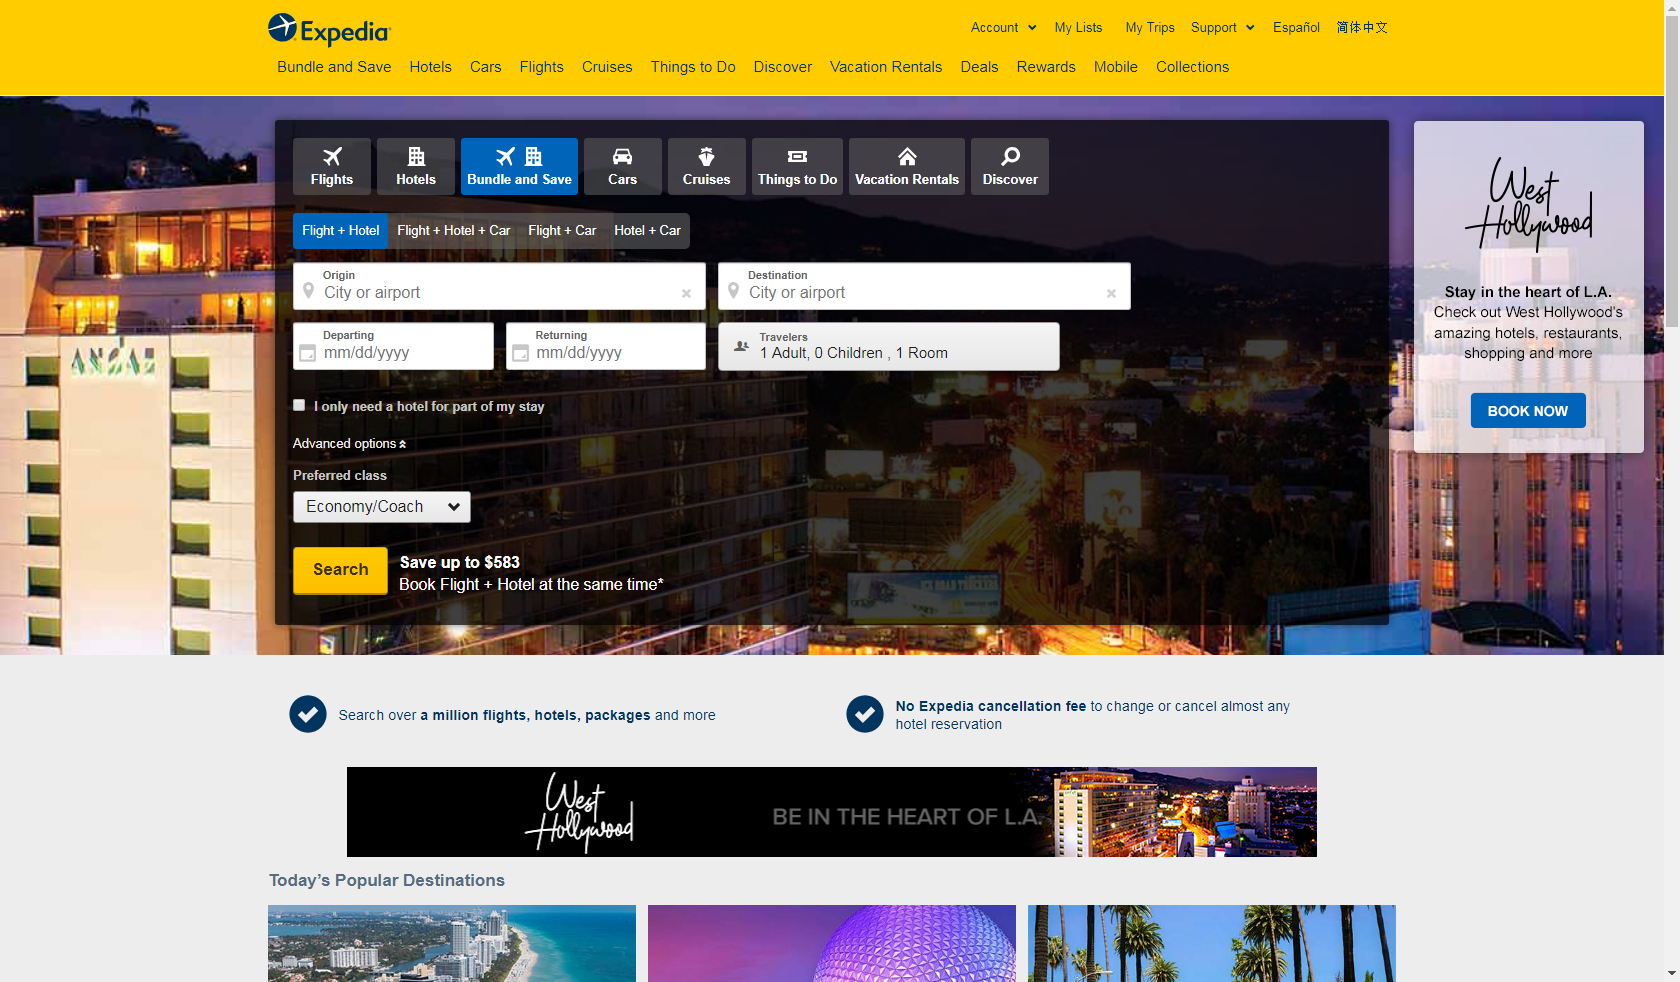 Expedia
Account
My Lists
My Trips
Support
Español
简体中文
Bundle and Save
Hotels
Cars
Flights
Cruises
Things to Do
Discover
Vacation Rentals
Deals
Rewards
Mobile
Collections
Flights
Hotels
Bundle and Save
Cars
Cruises
Things to Do
Vacation Rentals
Discover
Flight + Hotel
Flight + Hotel + Car
Flight + Car
Hotel + Car
Origin
City or airport
Destination
City or airport
Departing
mm/dd/yyyy
Returning
mm/dd/yyyy
Travelers
1 Adult, 0 Children , 1 Room
I only need a hotel for part of my stay
Advanced options
Preferred class
Economy/Coach
Search
Save up to $583
Book Flight + Hotel at the same time*
West
Hollywood
Stay in the heart of L.A.
Check out West Hollywood's
amazing hotels, restaurants,
shopping and more
BOOK NOW
Search over a million flights, hotels, packages and more
No Expedia cancellation fee to change or cancel almost any
hotel reservation
West
Hollywood
BE IN THE HEART OF L.A.
Today's Popular Destinations